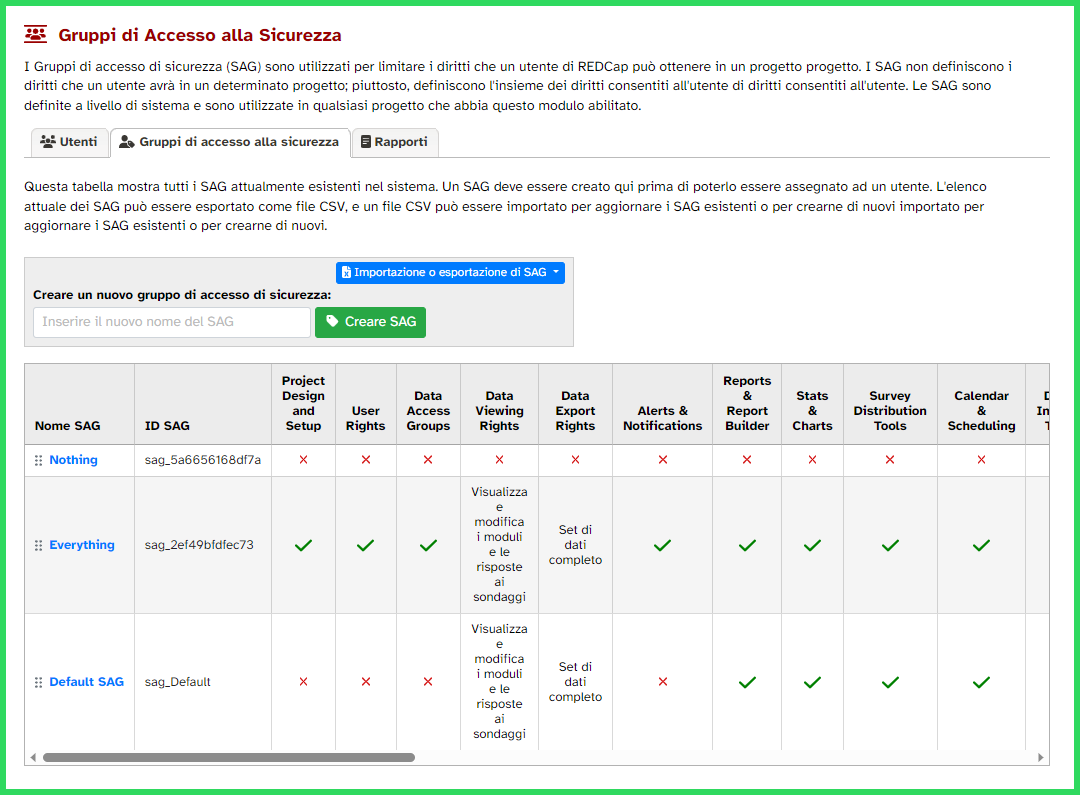 Gruppi di Accesso alla Sicurezza
I Gruppi di accesso di sicurezza (SAG) sono utilizzati per limitare i diritti che un utente di REDCap può ottenere in un progetto progetto. I SAG non definiscono i
diritti che un utente avrà in un determinato progetto; piuttosto, definiscono l'insieme dei diritti consentiti all'utente di diritti consentiti all'utente. Le SAG sono
definite a livello di sistema e sono utilizzate in qualsiasi progetto che abbia questo modulo abilitato.
Utenti
Gruppi di accesso alla sicurezza
Rapporti
Questa tabella mostra tutti i SAG attualmente esistenti nel sistema. Un SAG deve essere creato qui prima di poterlo essere assegnato ad un utente. L'elenco
attuale dei SAG può essere esportato come file CSV, e un file CSV può essere importato per aggiornare i SAG esistenti o per crearne di nuovi importato per
aggiornare i SAG esistenti o per crearne di nuovi.
Importazione o esportazione di SAG
Creare un nuovo gruppo di accesso di sicurezza:
Inserire il nuovo nome del SAG
Creare SAG
Nome SAG
ID SAG
Project
Design
and
Setup
User
Rights
Data
Access
Groups
Data
Viewing
Rights
Data
Export
Rights
Alerts &
Notifications
Reports
&
Report
Builder
Stats
&
Charts
Survey
Distribution
Tools
Calendar
&
Scheduling
Nothing
sag_5a6656168df7a
Everything
sag_2ef49bfdfec73
Visualizza
e
modifica
i moduli
e le
risposte
ai
sondaggi
Set di
dati
completo
Default SAG
sag_Default
Visualizza
e
modifica
i moduli
e le
risposte
ai
sondaggi
Set di
dati
completo